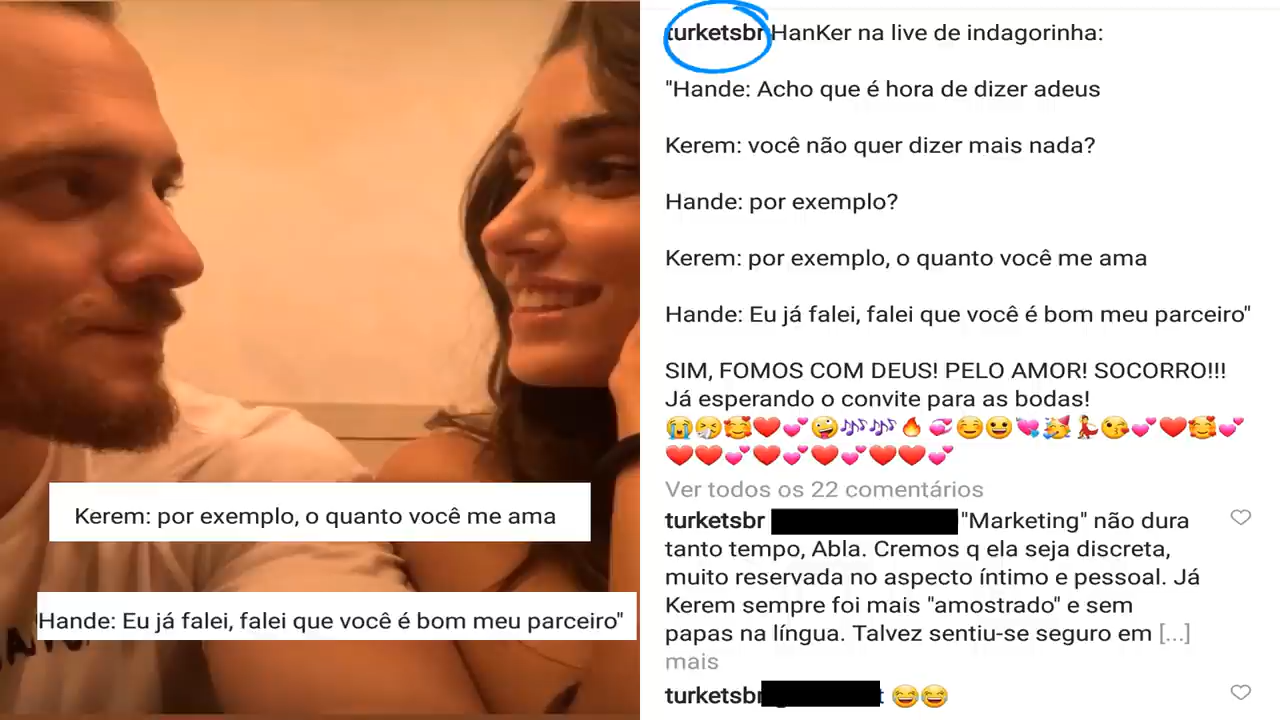 Kerem: por exemplo, o quanto você me ama
Hande: Eu já falei, falei que você é bom meu parceiro"
turketsbr HanKer na live de indagorinha:
"Hande: Acho que é hora de dizer adeus
Kerem: você não quer dizer mais nada?
Hande: por exemplo?
Kerem: por exemplo, o quanto você me ama
Hande: Eu já falei, falei que você é bom meu parceiro"
SIM, FOMOS COM DEUS! PELO AMOR! SOCORRO!!!
Já esperando o convite para as bodas!
😭🤧🥰❤️💕🤪🎶🎶🔥💞☺️😀💘🥳💃😘💕❤️🥰💕
❤️❤️💕❤️💕❤️💕❤️❤️💕
Ver todos os 22 comentários
turketsbr "Marketing" não dura
tanto tempo, Abla. Cremos q ela seja discreta,
muito reservada no aspecto íntimo e pessoal. Já
Kerem sempre foi mais "amostrado" e sem
papas na língua. Talvez sentiu-se seguro em [...]
mais
turketsbr 😂😂